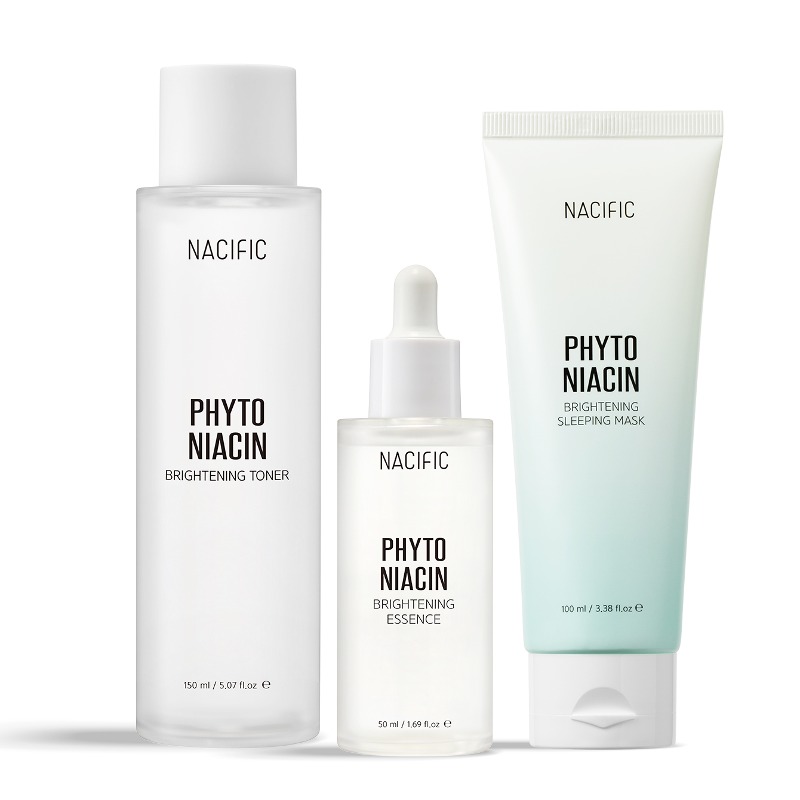 NACIFIC
PHYTO
NIACIN
BRIGHTENING TONER
150 ml / 5.07 fl.oz ℮
NACIFIC
PHYTO
NIACIN
BRIGHTENING
ESSENCE
50 ml / 1.69 fl.oz ℮
NACIFIC
PHYTO
NIACIN
BRIGHTENING
SLEEPING MASK
100 ml / 3.38 fl.oz ℮